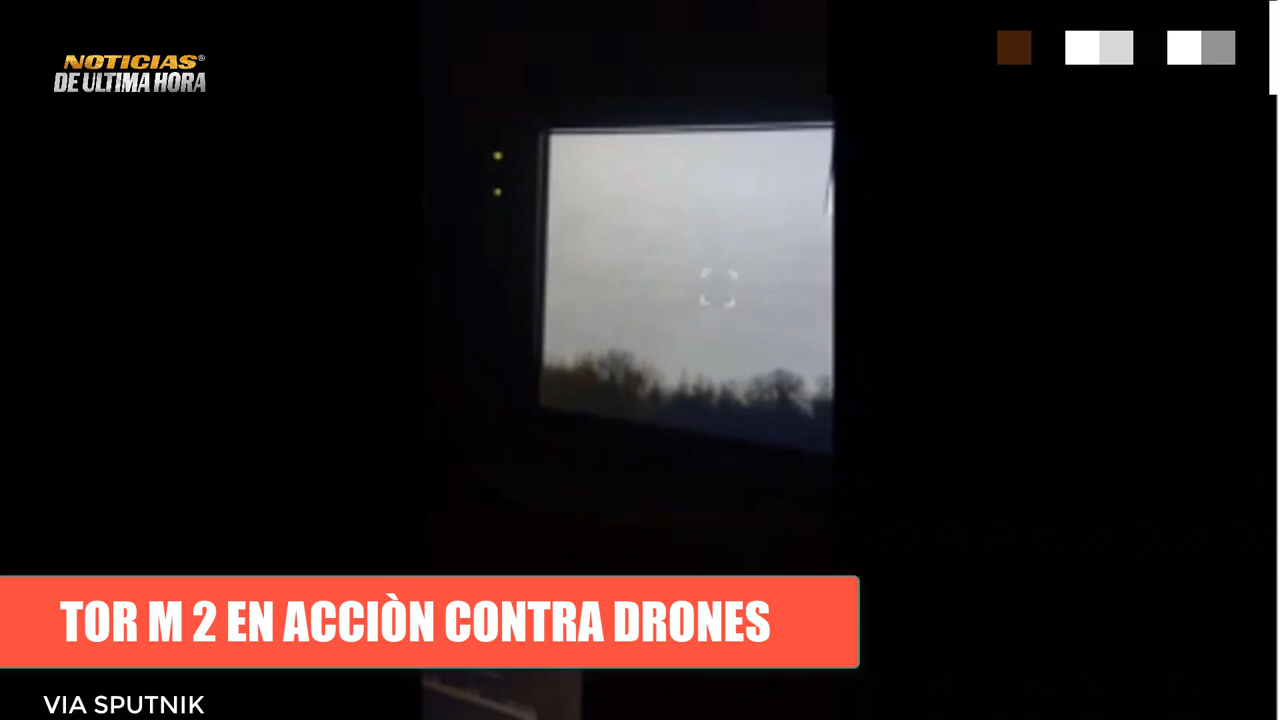 NOTICIAS®
DE ULTIMA HORA
TOR M 2 EN ACCIÒN CONTRA DRONES
VIA SPUTNIK